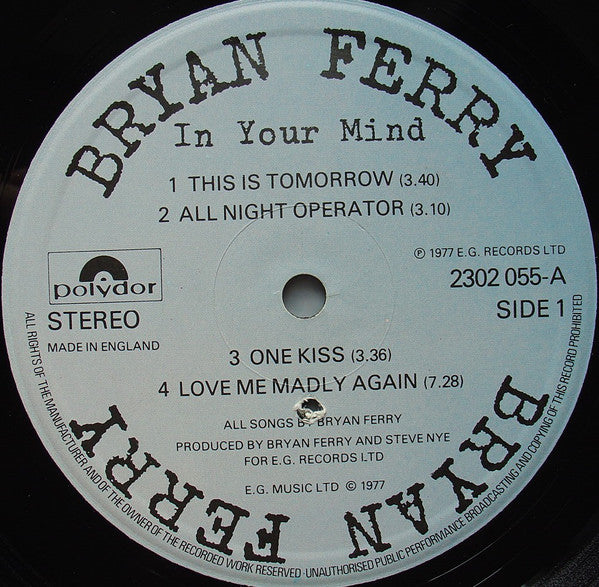 BRYAN FERRY
In Your Mind
1 THIS IS TOMORROW (3.40)
2 ALL NIGHT OPERATOR (3.10)
℗ 1977 E.G. RECORDS LTD
polydor
2302 055-A
STEREO
SIDE 1
MADE IN ENGLAND
3 ONE KISS (3.36)
4 LOVE ME MADLY AGAIN (7.28)
ALL SONGS BY BRYAN FERRY
PRODUCED BY BRYAN FERRY AND STEVE NYE
FOR E.G. RECORDS LTD
E.G. MUSIC LTD © 1977
BRYAN FERRY
ALL RIGHTS OF THE MANUFACTURER AND OF THE OWNER OF THE RECORDED WORK RESERVED·UNAUTHORISED PUBLIC PERFORMANCE BROADCASTING AND COPYING OF THIS RECORD PROHIBITED